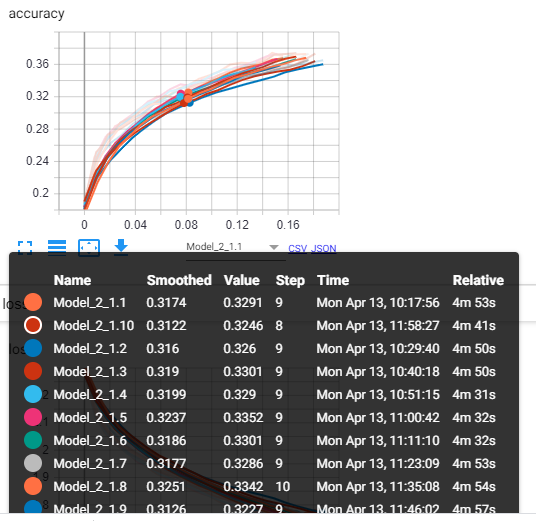 accuracy
0.36
0.32
0.28
0.24
0.2
0 0.04 0.08 0.12 0.16
Model_2_1.1 CSV JSON
Name Smoothed Value Step Time Relative
Model_2_1.1 0.3174 0.3291 9 Mon Apr 13, 10:17:56 4m 53s
Model_2_1.10 0.3122 0.3246 8 Mon Apr 13, 11:58:27 4m 41s
Model_2_1.2 0.316 0.326 9 Mon Apr 13, 10:29:40 4m 50s
Model_2_1.3 0.319 0.3301 9 Mon Apr 13, 10:40:18 4m 50s
Model_2_1.4 0.3199 0.329 9 Mon Apr 13, 10:51:15 4m 31s
Model_2_1.5 0.3237 0.3352 9 Mon Apr 13, 11:00:42 4m 32s
Model_2_1.6 0.3186 0.3301 9 Mon Apr 13, 11:11:10 4m 32s
Model_2_1.7 0.3177 0.3286 9 Mon Apr 13, 11:23:09 4m 53s
Model_2_1.8 0.3251 0.3342 10 Mon Apr 13, 11:35:08 4m 54s
Model_2_1.9 0.3126 0.3227 9 Mon Apr 13, 11:46:02 4m 57s